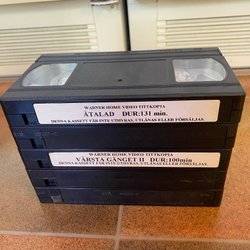 WARNER HOME VIDEO TITTKOPIA
ÅTALAD DUR:131 min.
DENNA KASSETT FÅR INTE UTHYRAS, UTLÅNAS ELLER FÖRSÄLJAS.
WARNER HOME VIDEO TITTKOPIA
VÄRSTA GÄNGET II DUR:100min
DENNA KASSETT FÅR INTE UTHYRAS, UTLÅNAS ELLER FÖRSÄLJAS.